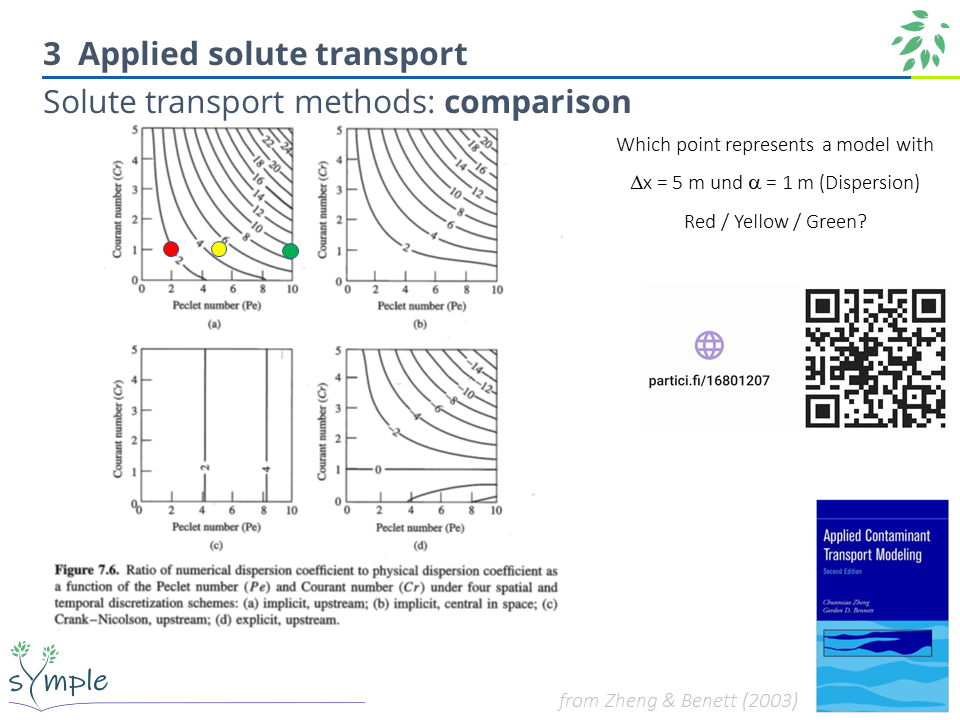 3 Applied solute transport
Solute transport methods: comparison
Which point represents a model with
Δx = 5 m und α = 1 m (Dispersion)
Red / Yellow / Green?
Courant number (Cr)
5
4
3
2
1
0
0 2 4 6 8 10
2
4
6
8
10
12
14
16
18
20
22
24
Peclet number (Pe)
(a)
Courant number (Cr)
5
4
3
2
1
0
0 2 4 6 8 10
2
4
6
8
10
12
14
16
18
20
Peclet number (Pe)
(b)
partici.fi/16801207
Courant number (Cr)
5
4
3
2
1
0
0 2 4 6 8 10
2
4
Peclet number (Pe)
(c)
Courant number (Cr)
5
4
3
2
1
0
0 2 4 6 8 10
-2
-4
-6
-8
-10
-12
-14
0
Peclet number (Pe)
(d)
Figure 7.6. Ratio of numerical dispersion coefficient to physical dispersion coefficient as
a function of the Peclet number (Pe) and Courant number (Cr) under four spatial and
temporal discretization schemes: (a) implicit, upstream; (b) implicit, central in space; (c)
Crank–Nicolson, upstream; (d) explicit, upstream.
Applied Contaminant
Transport Modeling
Second Edition
Chunmiao Zheng
Gordon D. Bennett
sYmple
from Zheng & Benett (2003)